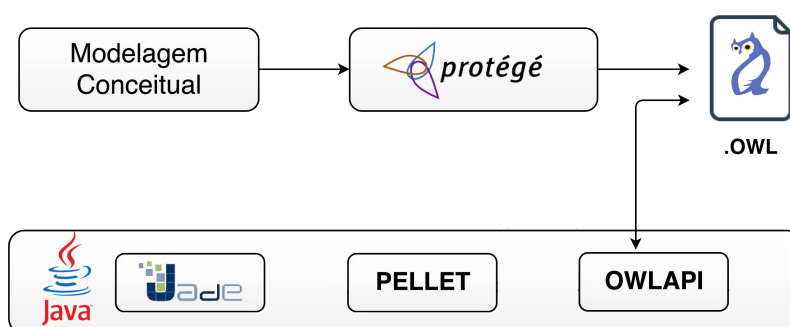 Modelagem
Conceitual
protégé
.OWL
Java
Jade
PELLET
OWLAPI